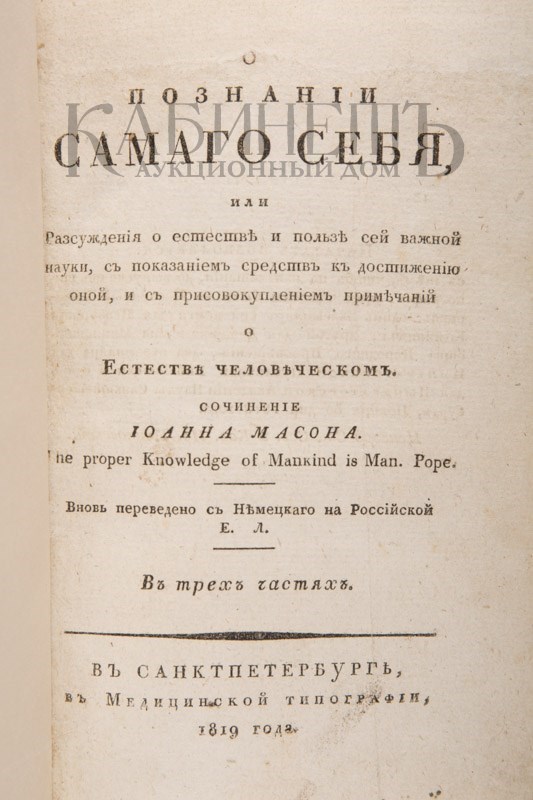 О
ПОЗНАНІИ
КАБИНЕТЪ
САМАГО СЕБЯ,
АУКЦИОННЫЙ ДОМ
или
Разсужденія о естествѣ и пользѣ сей важной
науки, съ показаніемъ средствъ къ достиженію
оной, и съ присовокупленіемъ примѣчаній
о
Естествѣ человѣческомъ.
сочиненіе
ІОАННА МАСОНА.
The proper Knowledge of Mankind is Man. Pope.
Вновь переведено съ Нѣмецкаго на Россійской
Е. Л.
Въ трехъ частяхъ.
ВЪ САНКТПЕТЕРБУРГѢ,
въ Медицинской типографіи,
1819 года.